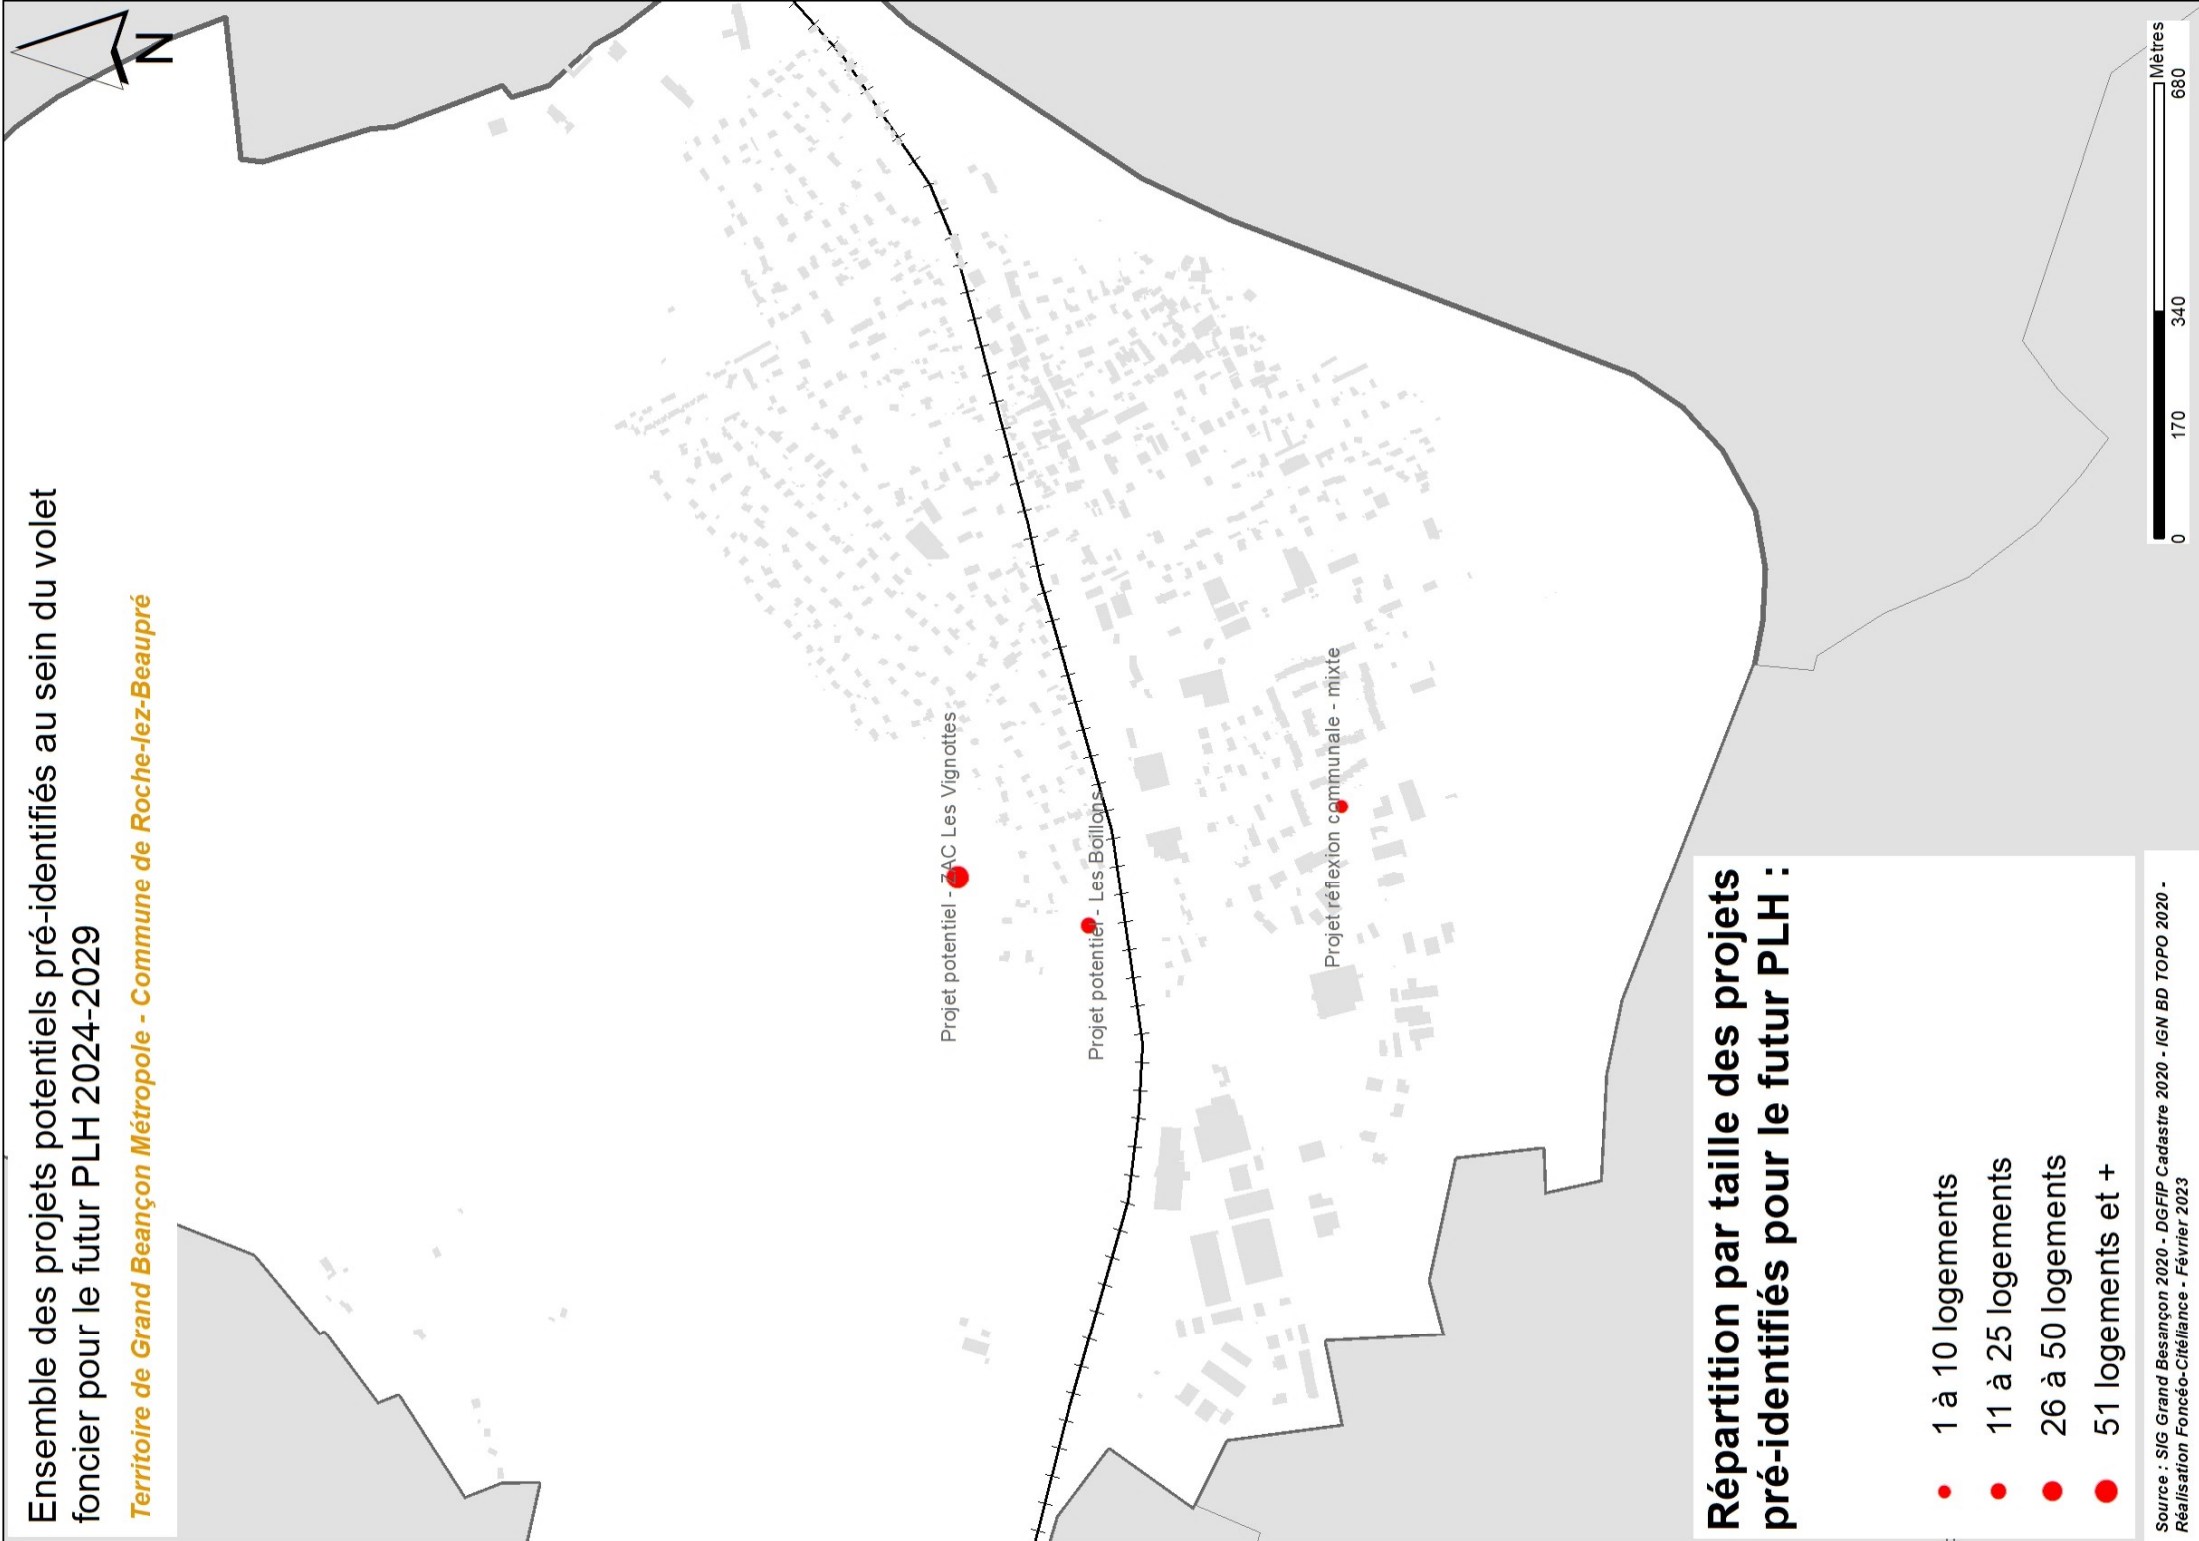 Ensemble des projets potentiels pré-identifiés au sein du volet
foncier pour le futur PLH 2024-2029
Territoire de Grand Beançon Métropole - Commune de Roche-lez-Beaupré
N
Projet potentiel - ZAC Les Vignottes
Projet potentiel - Les Boillons
Projet réflexion communale - mixte
Répartition par taille des projets
pré-identifiés pour le futur PLH :
1 à 10 logements
11 à 25 logements
26 à 50 logements
51 logements et +
0 170 340 680
Mètres
Source : SIG Grand Besançon 2020 - DGFIP Cadastre 2020 - IGN BD TOPO 2020 -
Réalisation Foncéo-Citéliance - Février 2023